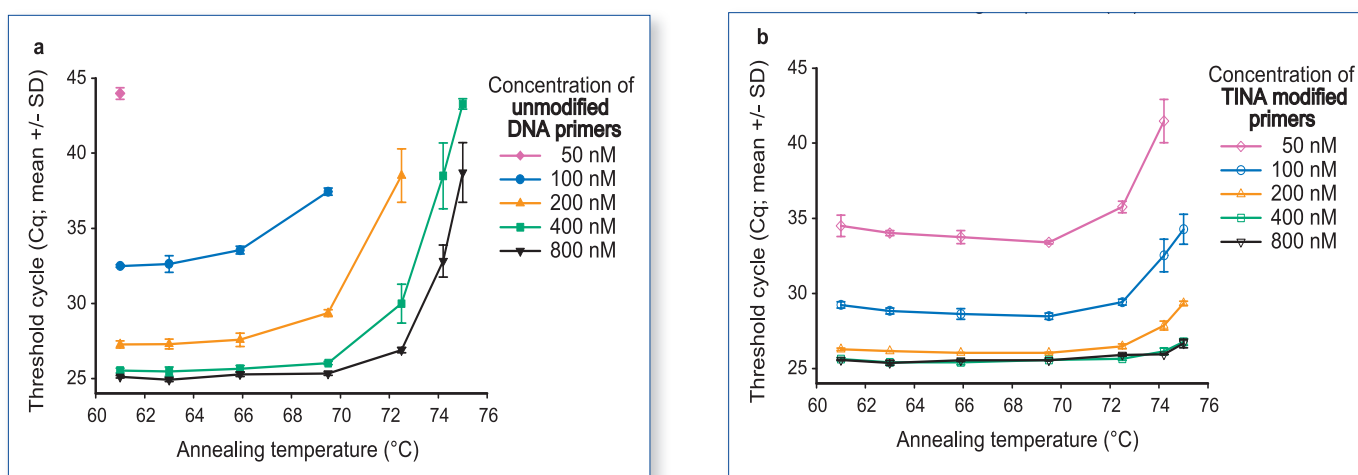 a
Threshold cycle (Cq; mean +/- SD)
45
40
35
30
25
60 62 64 66 68 70 72 74 76
Annealing temperature (°C)
Concentration of
unmodified
DNA primers
50 nM
100 nM
200 nM
400 nM
800 nM
b
Threshold cycle (Cq; mean +/- SD)
45
40
35
30
25
60 62 64 66 68 70 72 74 76
Annealing temperature (°C)
Concentration of
TINA modified
primers
50 nM
100 nM
200 nM
400 nM
800 nM